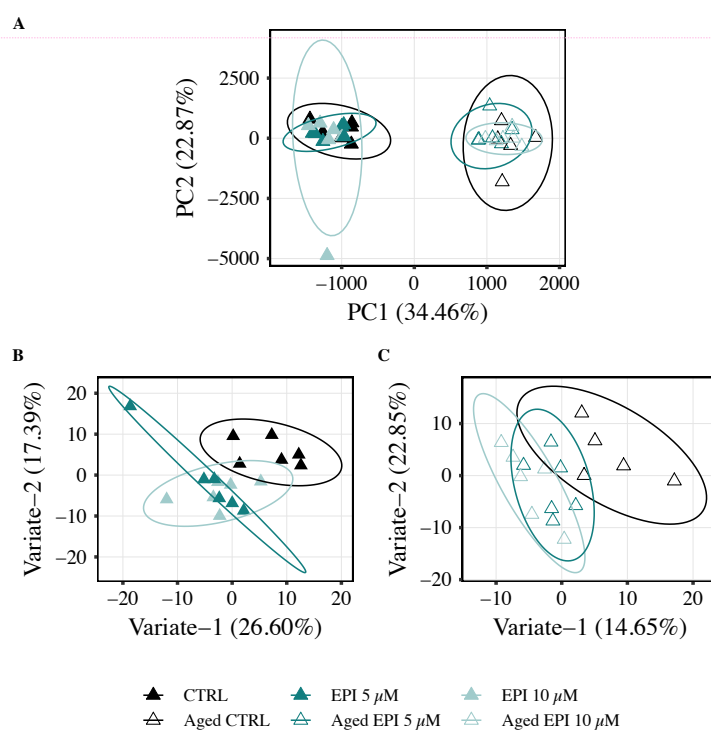 A
PC2 (22.87%)
2500
0
−2500
−5000
−1000 0 1000 2000
PC1 (34.46%)
B
Variate−2 (17.39%)
20
10
0
−10
−20
−20 −10 0 10 20
Variate−1 (26.60%)
C
Variate−2 (22.85%)
10
0
−10
−20
−10 0 10 20
Variate−1 (14.65%)
CTRL EPI 5 μM EPI 10 μM
Aged CTRL Aged EPI 5 μM Aged EPI 10 μM